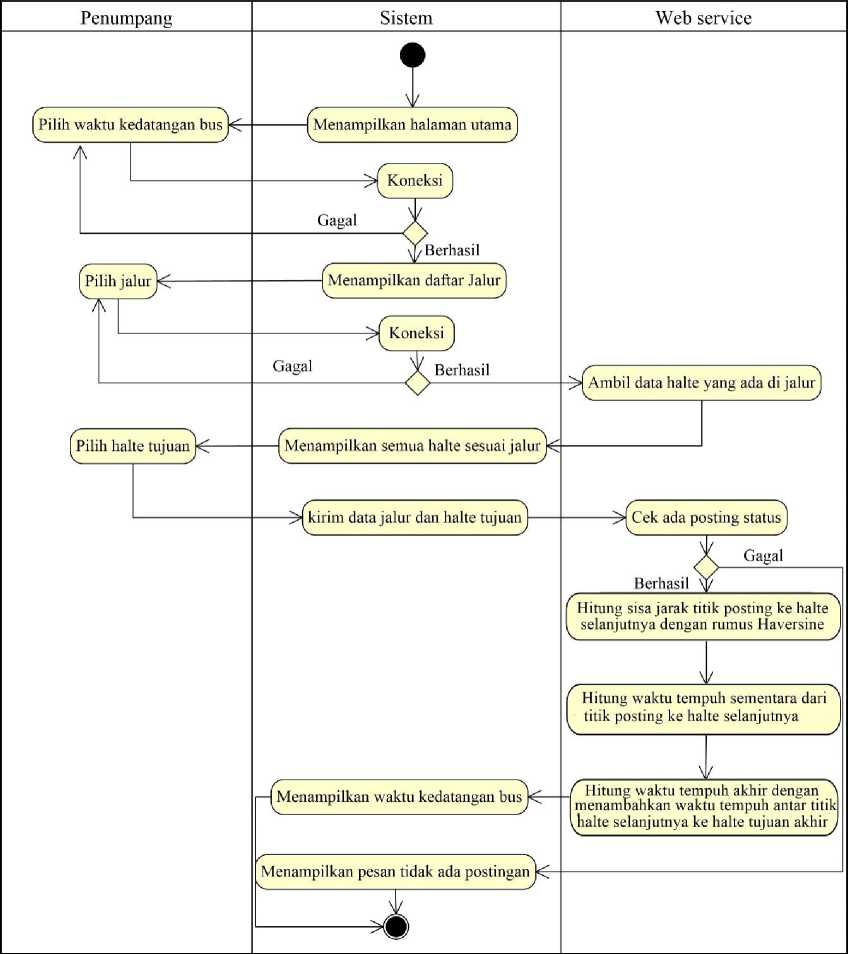 Penumpang
Sistem
Web service
Pilih waktu kedatangan bus
Menampilkan halaman utama
Koneksi
Gagal
Berhasil
Pilih jalur
Menampilkan daftar Jalur
Koneksi
Gagal
Berhasil
Ambil data halte yang ada di jalur
Pilih halte tujuan
Menampilkan semua halte sesuai jalur
kirim data jalur dan halte tujuan
Cek ada posting status
Gagal
Berhasil
Hitung sisa jarak titik posting ke halte
selanjutnya dengan rumus Haversine
Hitung waktu tempuh sementara dari
titik posting ke halte selanjutnya
Menampilkan waktu kedatangan bus
Hitung waktu tempuh akhir dengan
menambahkan waktu tempuh antar titik
halte selanjutnya ke halte tujuan akhir
Menampilkan pesan tidak ada postingan